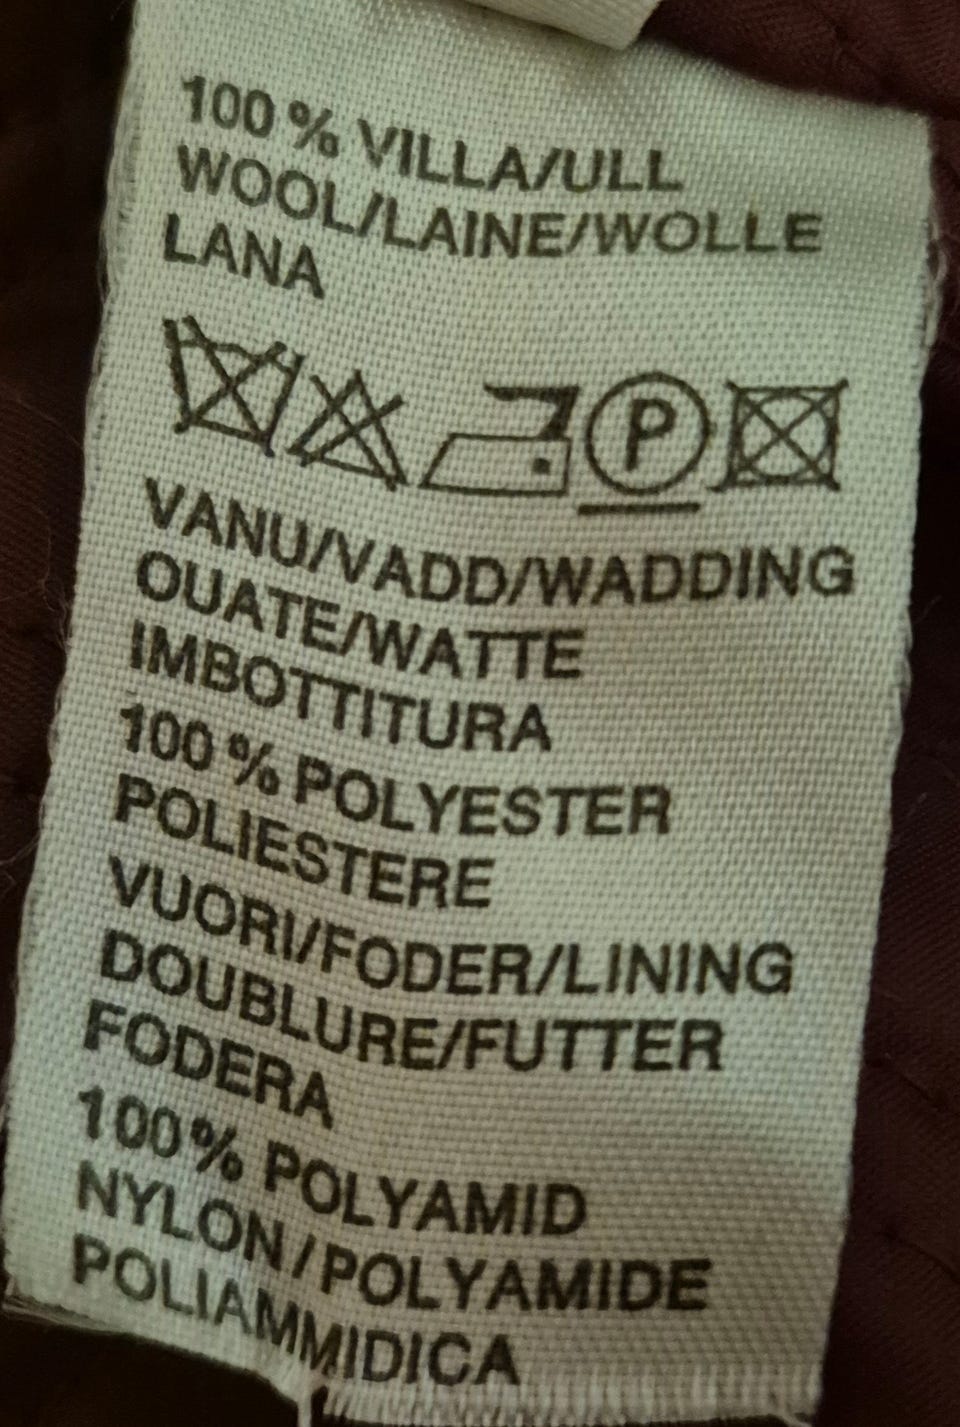 100 % VILLA/ULL
WOOL/LAINE/WOLLE
LANA
P
VANU/VADD/WADDING
OUATE/WATTE
IMBOTTITURA
100 % POLYESTER
POLIESTERE
VUORI/FODER/LINING
DOUBLURE/FUTTER
FODERA
100% POLYAMID
NYLON/POLYAMIDE
POLIAMMIDICA